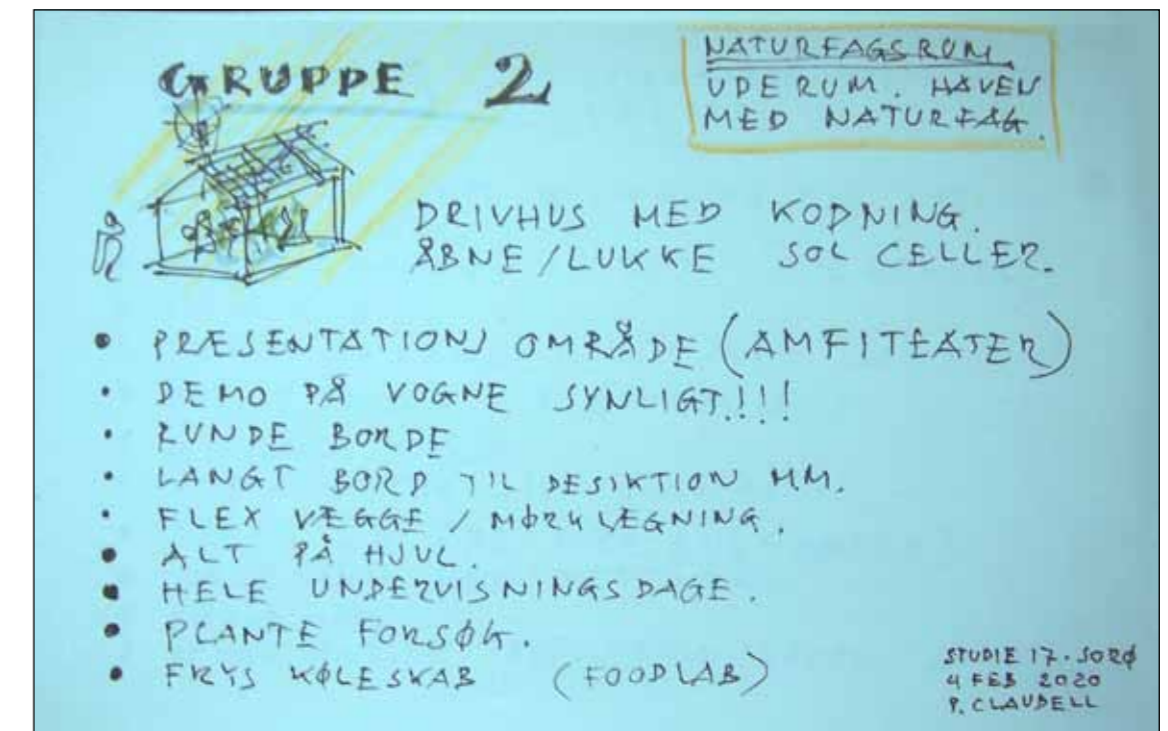 GRUPPE 2
NATURFAGSRUM.
UDERUM. HAVEN
MED NATURFAG.
DRIVHUS MED KODNING.
ÅBNE/LUKKE SOL CELLER.
• PRÆSENTATIONS OMRÅDE (AMFITEATER)
• DEMO PÅ VOGNE SYNLIGT!!!
• RUNDE BORDE
• LANGT BORD TIL DESIKTION MM.
• FLEX VÆGGE / MØRKLÆGNING.
• ALT PÅ HJUL.
• HELE UNDERVISNINGSDAGE.
• PLANTE FORSØG.
• FRYS KØLESKAB (FOODLAB)
STUDIE 17. SORØ
4 FEB 2020
P. CLAUDELL